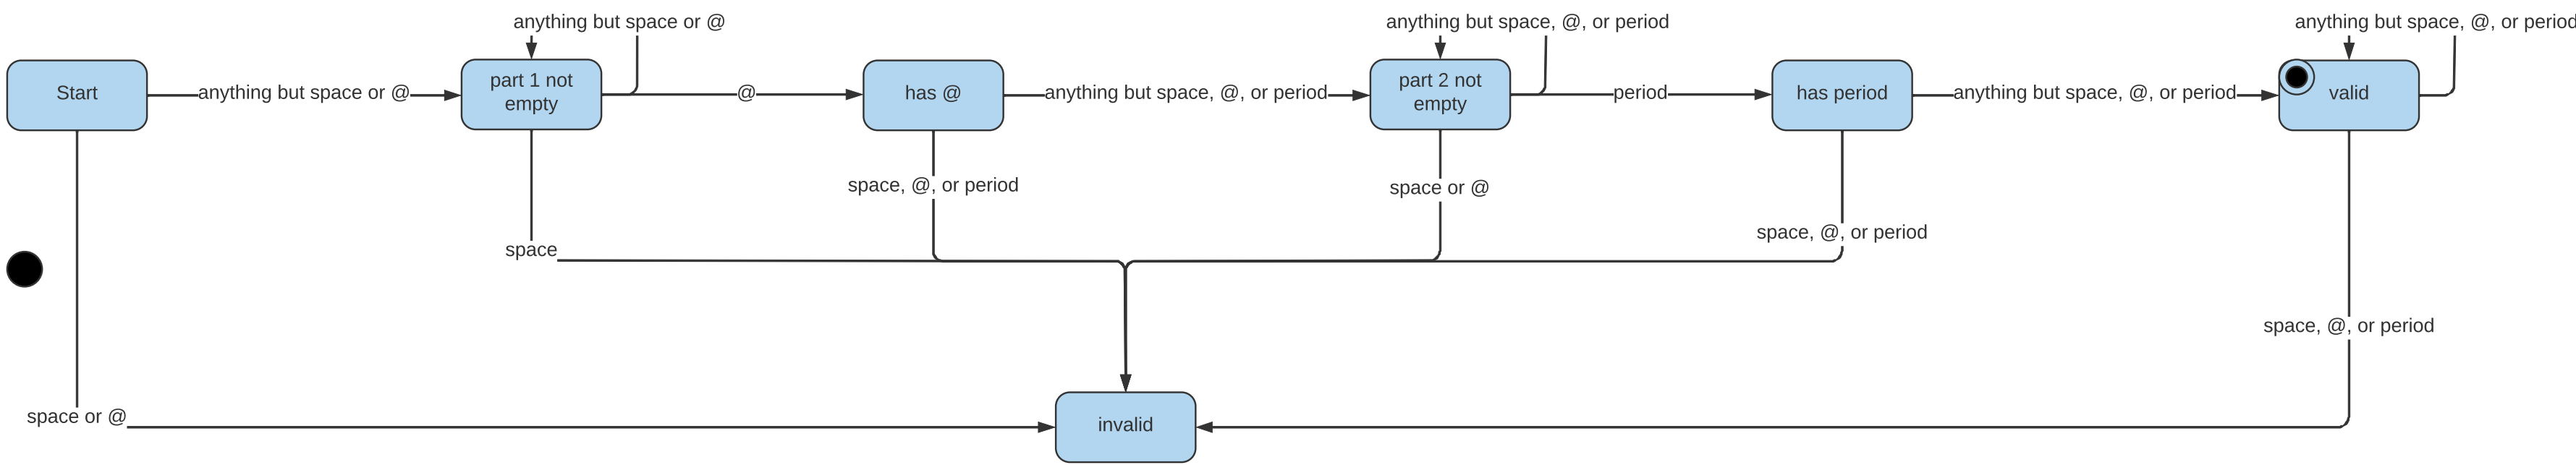 anything but space or @
anything but space, @, or period
anything but space, @, or period
Start
anything but space or @
part 1 not
empty
@
has @
anything but space, @, or period
part 2 not
empty
period
has period
anything but space, @, or period
valid
space, @, or period
space or @
space, @, or period
space
space, @, or period
space or @
invalid